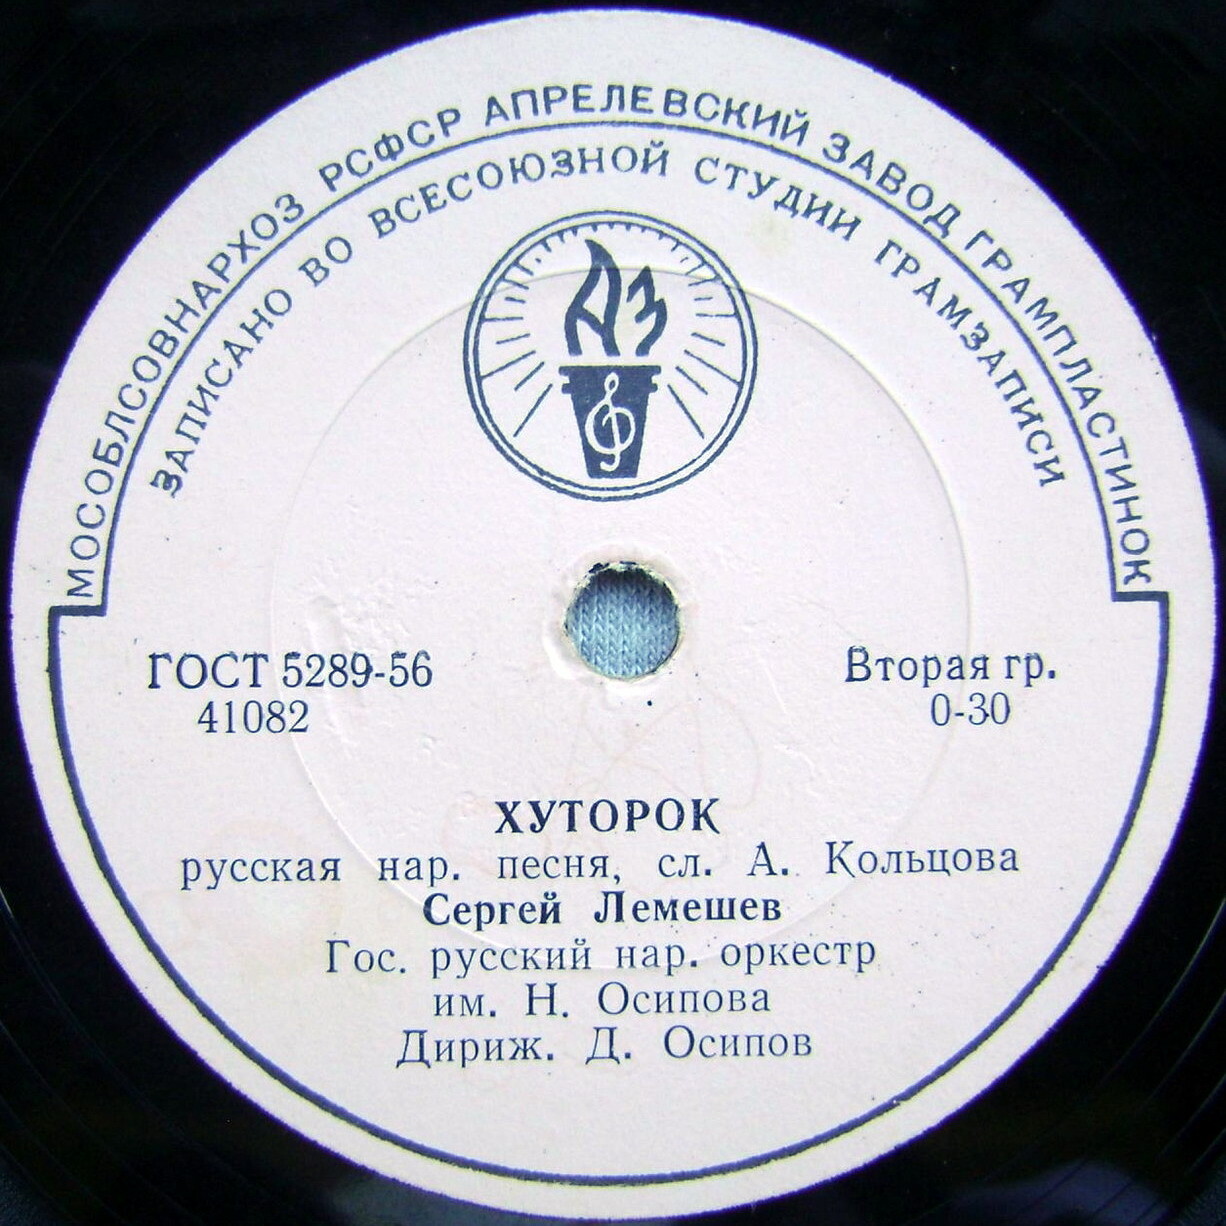 МОСОБЛСОВНАРХОЗ РСФСР АПРЕЛЕВСКИЙ ЗАВОД ГРАМПЛАСТИНОК
ЗАПИСАНО ВО ВСЕСОЮЗНОЙ СТУДИИ ГРАМЗАПИСИ
АЗ
ГОСТ 5289-56
41082
Вторая гр.
0-30
ХУТОРОК
русская нар. песня, сл. А. Кольцова
Сергей Лемешев
Гос. русский нар. оркестр
им. Н. Осипова
Дириж. Д. Осипов